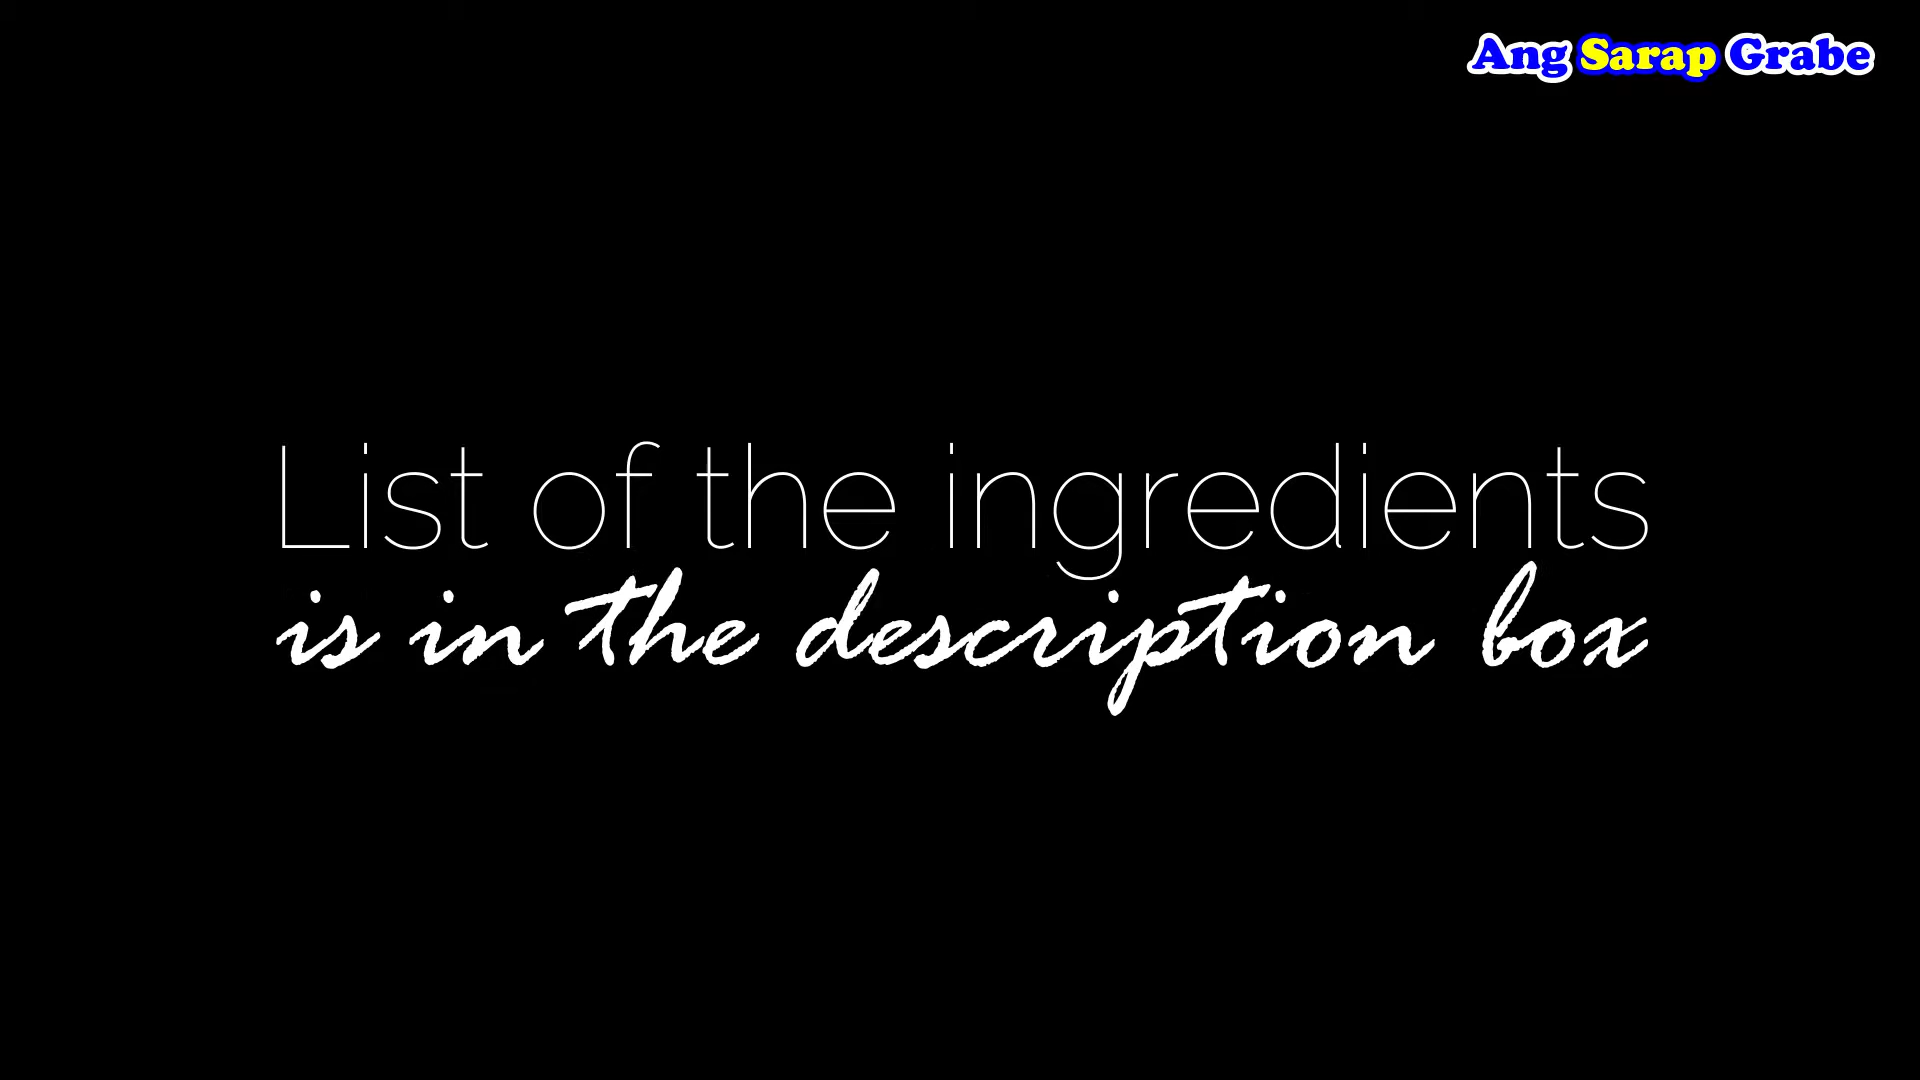 Ang Sarap Grabe
List of the ingredients
is in the description box